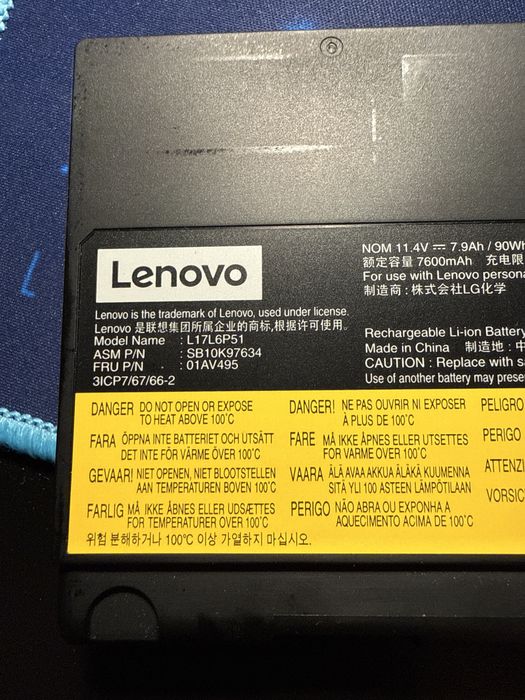 Lenovo
Lenovo is the trademark of Lenovo, used under license.
Lenovo 是联想集团所属企业的商标,根据许可使用。
Model Name : L17L6P51
ASM P/N : SB10K97634
FRU P/N : 01AV495
3ICP7/67/66-2
NOM 11.4V ⎓ 7.9Ah / 90Wh
额定容量 7600mAh 充电限
For use with Lenovo persona
制造商 : 株式会社LG化学
Rechargeable Li-ion Battery
Made in China 制造地 : 中
CAUTION : Replace with sa
Use of another battery may prese
DANGER DO NOT OPEN OR EXPOSE
TO HEAT ABOVE 100°C
FARA ÖPPNA INTE BATTERIET OCH UTSÄTT
DET INTE FÖR VÄRME ÖVER 100°C
GEVAAR! NIET OPENEN, NIET BLOOTSTELLEN
AAN TEMPERATUREN BOVEN 100°C
FARLIG MÅ IKKE ÅBNES ELLER UDSÆTTES
FOR TEMPERATURER OVER 100°C
위험 분해하거나 100°C 이상 가열하지 마십시오.
DANGER! NE PAS OUVRIR NI EXPOSER
À PLUS DE 100°C
FARE MÅ IKKE ÅPNES ELLER UTSETTES
FOR VARME OVER 100°C
VAARA ÄLÄ AVAA AKKUA ÄLÄKÄ KUUMENNA
SITÄ YLI 100 ASTEEN LÄMPÖTILAAN
PERIGO NÃO ABRA OU EXPONHA A
AQUECIMENTO ACIMA DE 100°C
PELIGRO
PERIGO
ATTENZI
VORSIC